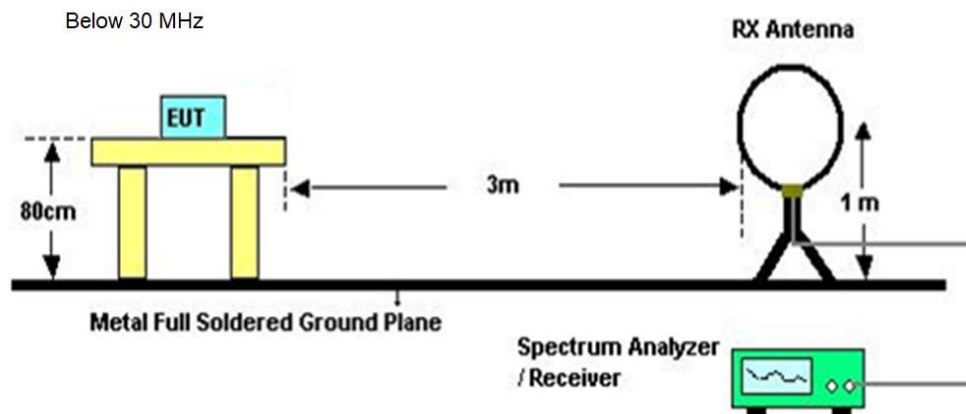 Below 30 MHz
RX Antenna
EUT
80cm
3m
1 m
Metal Full Soldered Ground Plane
Spectrum Analyzer
/ Receiver